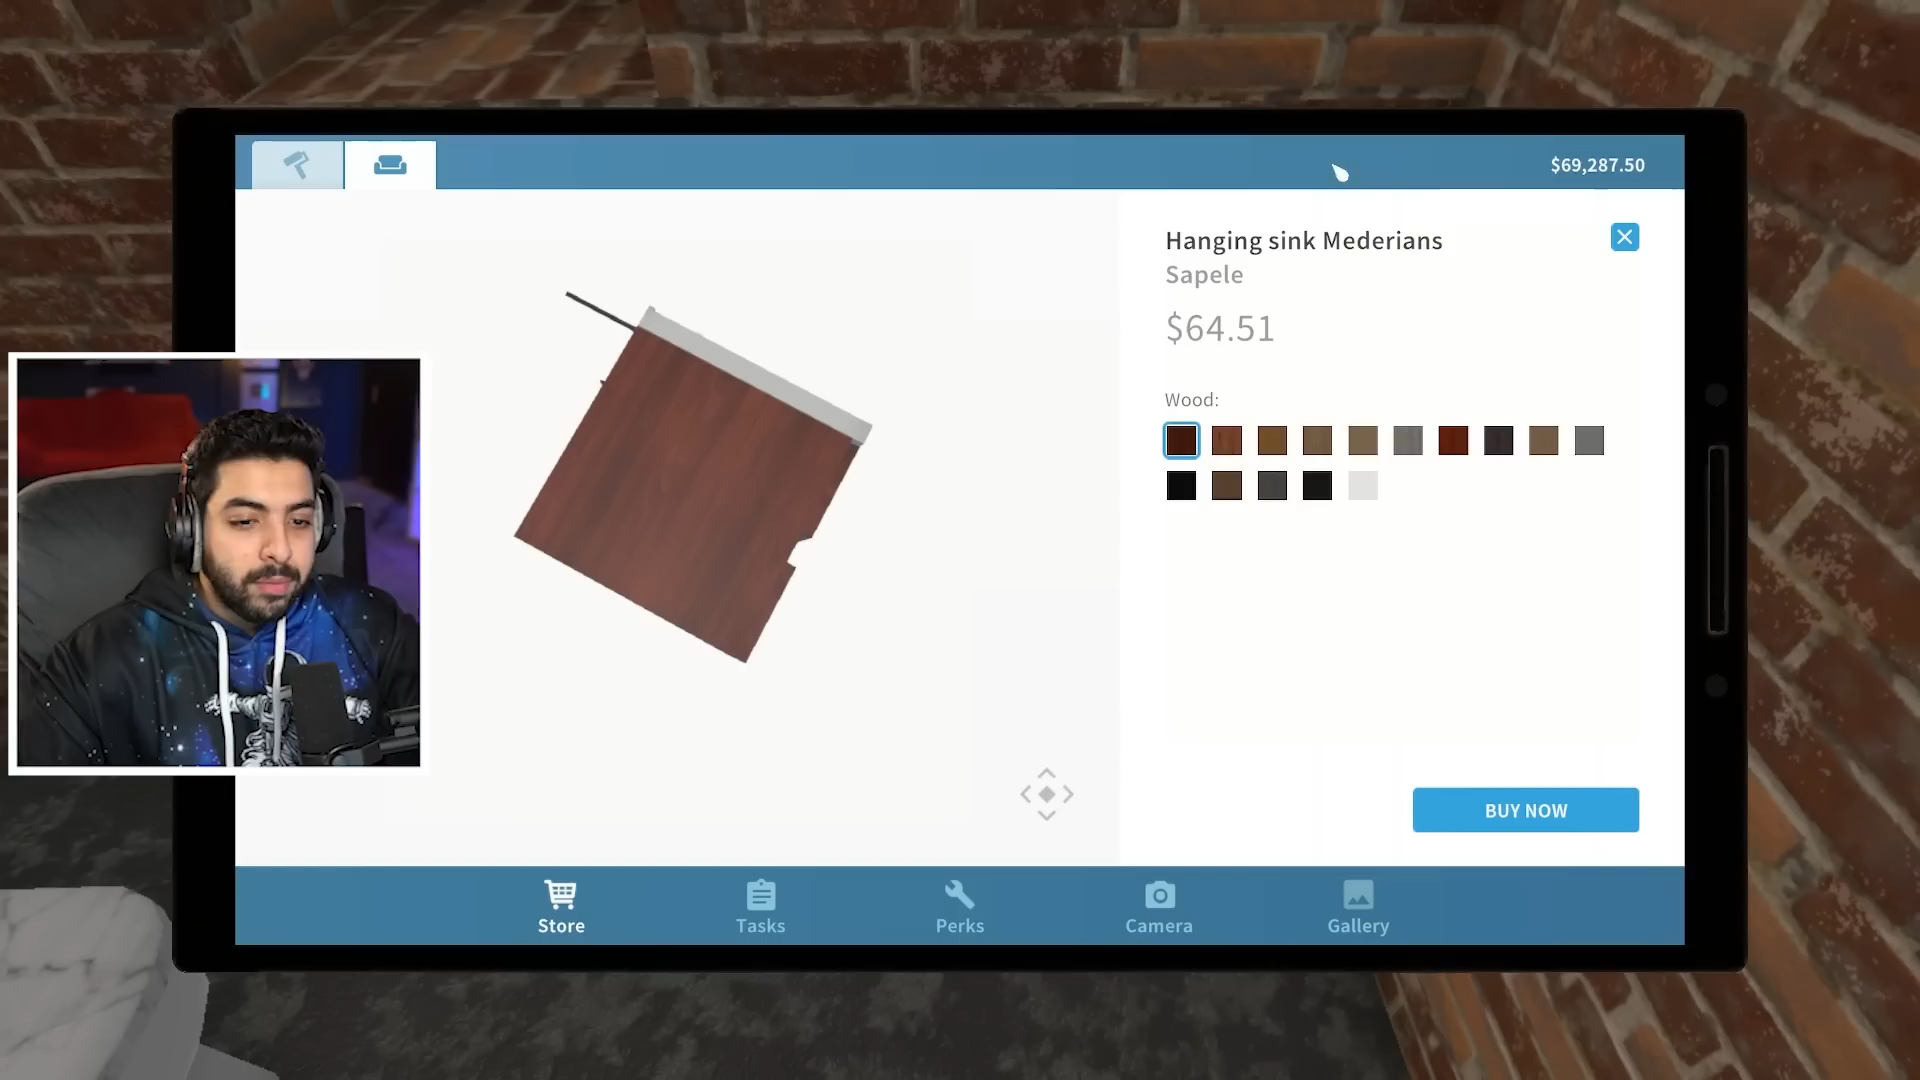 $69,287.50
Hanging sink Mederians
Sapele
$64.51
Wood:
BUY NOW
Store
Tasks
Perks
Camera
Gallery